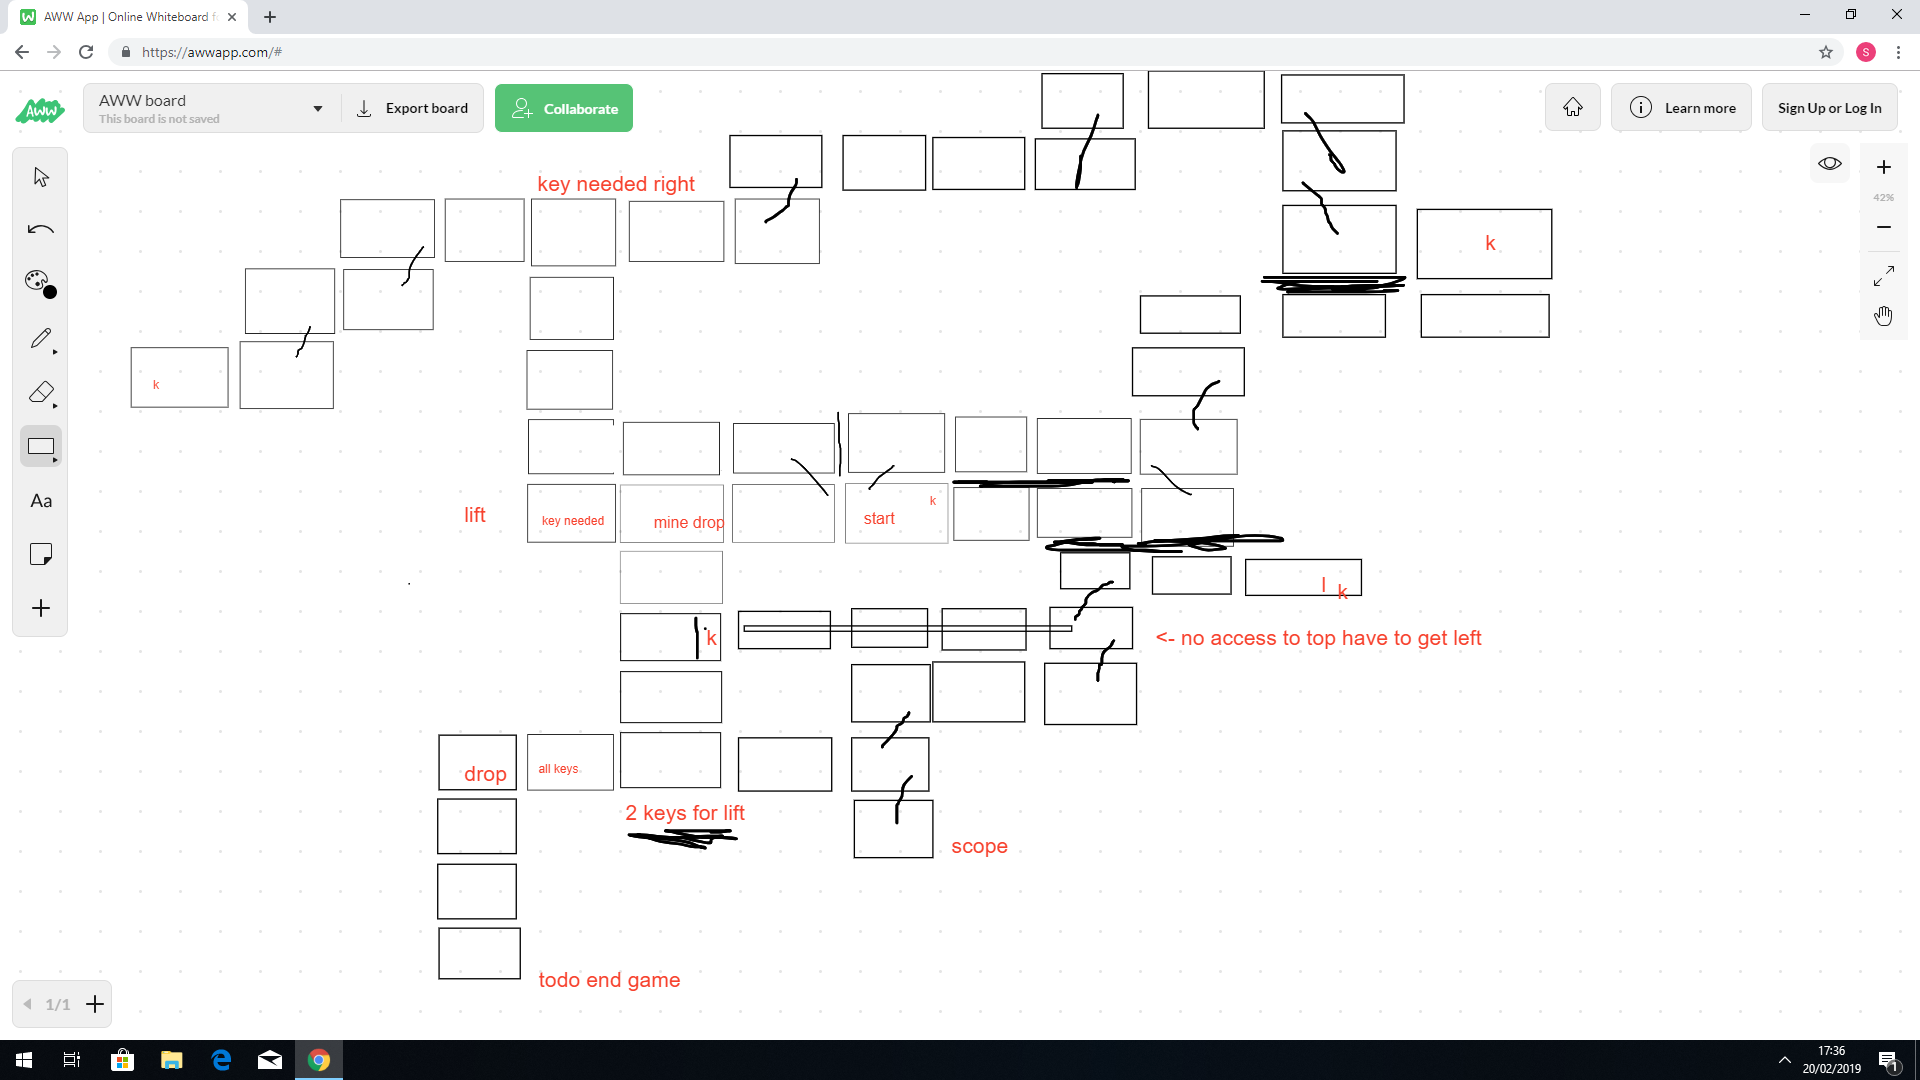 AWW App | Online Whiteboard f
https://awwapp.com/#
AWW
AWW board
This board is not saved
Export board
Collaborate
Learn more
Sign Up or Log In
42%
key needed right
k
k
lift
key needed
mine drop
start
k
l
k
k
<- no access to top have to get left
drop
all keys
2 keys for lift
scope
todo end game
Aa
1/1
S
17:36
20/02/2019
1